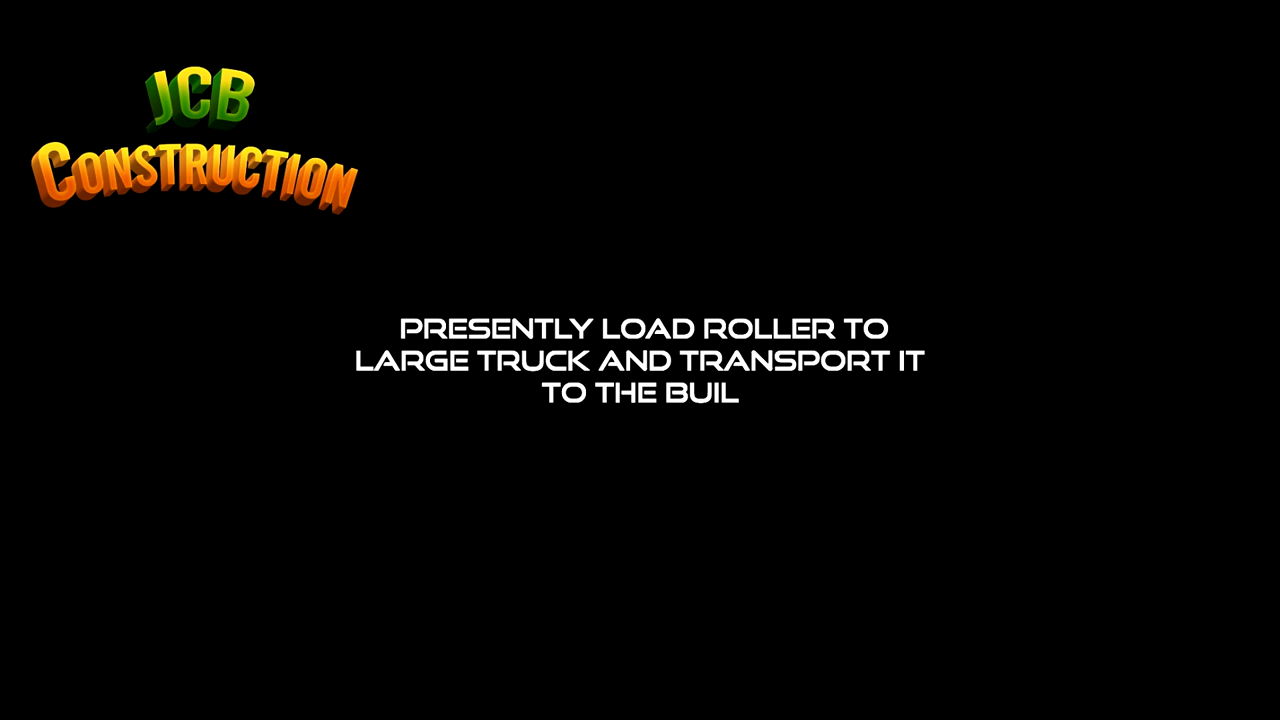 JCB
CONSTRUCTION
PRESENTLY LOAD ROLLER TO
LARGE TRUCK AND TRANSPORT IT
TO THE BUIL